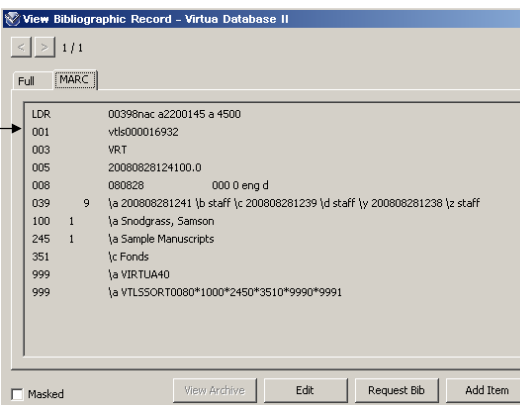 View Bibliographic Record - Virtua Database II
< > 1 / 1
Full MARC
LDR 00398nac a2200145 a 4500
001 vtls000016932
003 VRT
005 20080828124100.0
008 080828 000 0 eng d
039 9 \a 200808281241 \b staff \c 200808281239 \d staff \y 200808281238 \z staff
100 1 \a Snodgrass, Samson
245 1 \a Sample Manuscripts
351 \c Fonds
999 \a VIRTUA40
999 \a VTLSSORT0080*1000*2450*3510*9990*9991
Masked View Archive Edit Request Bib Add Item